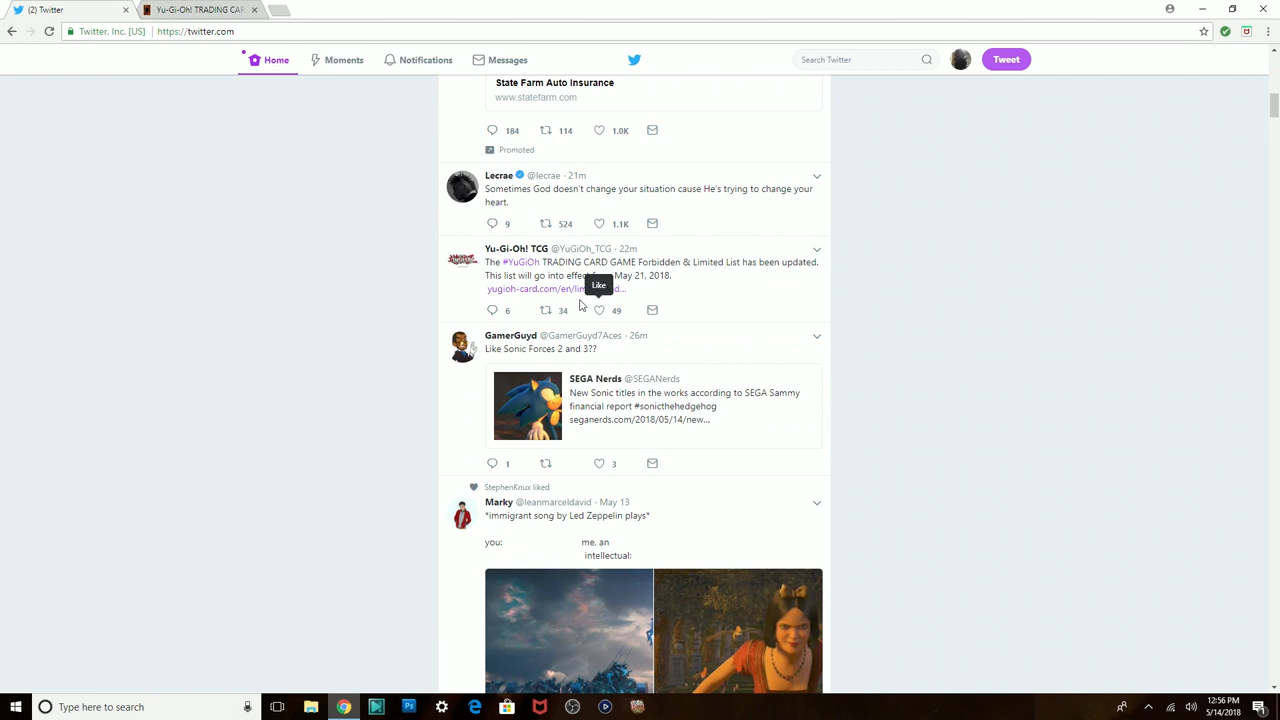 (2) Twitter
Yu-Gi-Oh! TRADING CAR
Twitter, Inc. [US] | https://twitter.com
Home
Moments
Notifications
Messages
Search Twitter
Tweet
State Farm Auto Insurance
www.statefarm.com
184 114 1.0K
Promoted
Lecrae @lecrae · 21m
Sometimes God doesn't change your situation cause He's trying to change your
heart.
9 524 1.1K
Yu-Gi-Oh! TCG @YuGiOh_TCG · 22m
The #YuGiOh TRADING CARD GAME Forbidden & Limited List has been updated.
This list will go into effect May 21, 2018.
Like
yugioh-card.com/en/lim d...
6 34 49
GamerGuyd @GamerGuyd7Aces · 26m
Like Sonic Forces 2 and 3??
SEGA Nerds @SEGANerds
New Sonic titles in the works according to SEGA Sammy
financial report #sonicthehedgehog
seganerds.com/2018/05/14/new...
1 3
StephenKnux liked
Marky @leanmarceldavid · May 13
*immigrant song by Led Zeppelin plays*
you: me, an
intellectual:
Type here to search
12:56 PM
5/14/2018